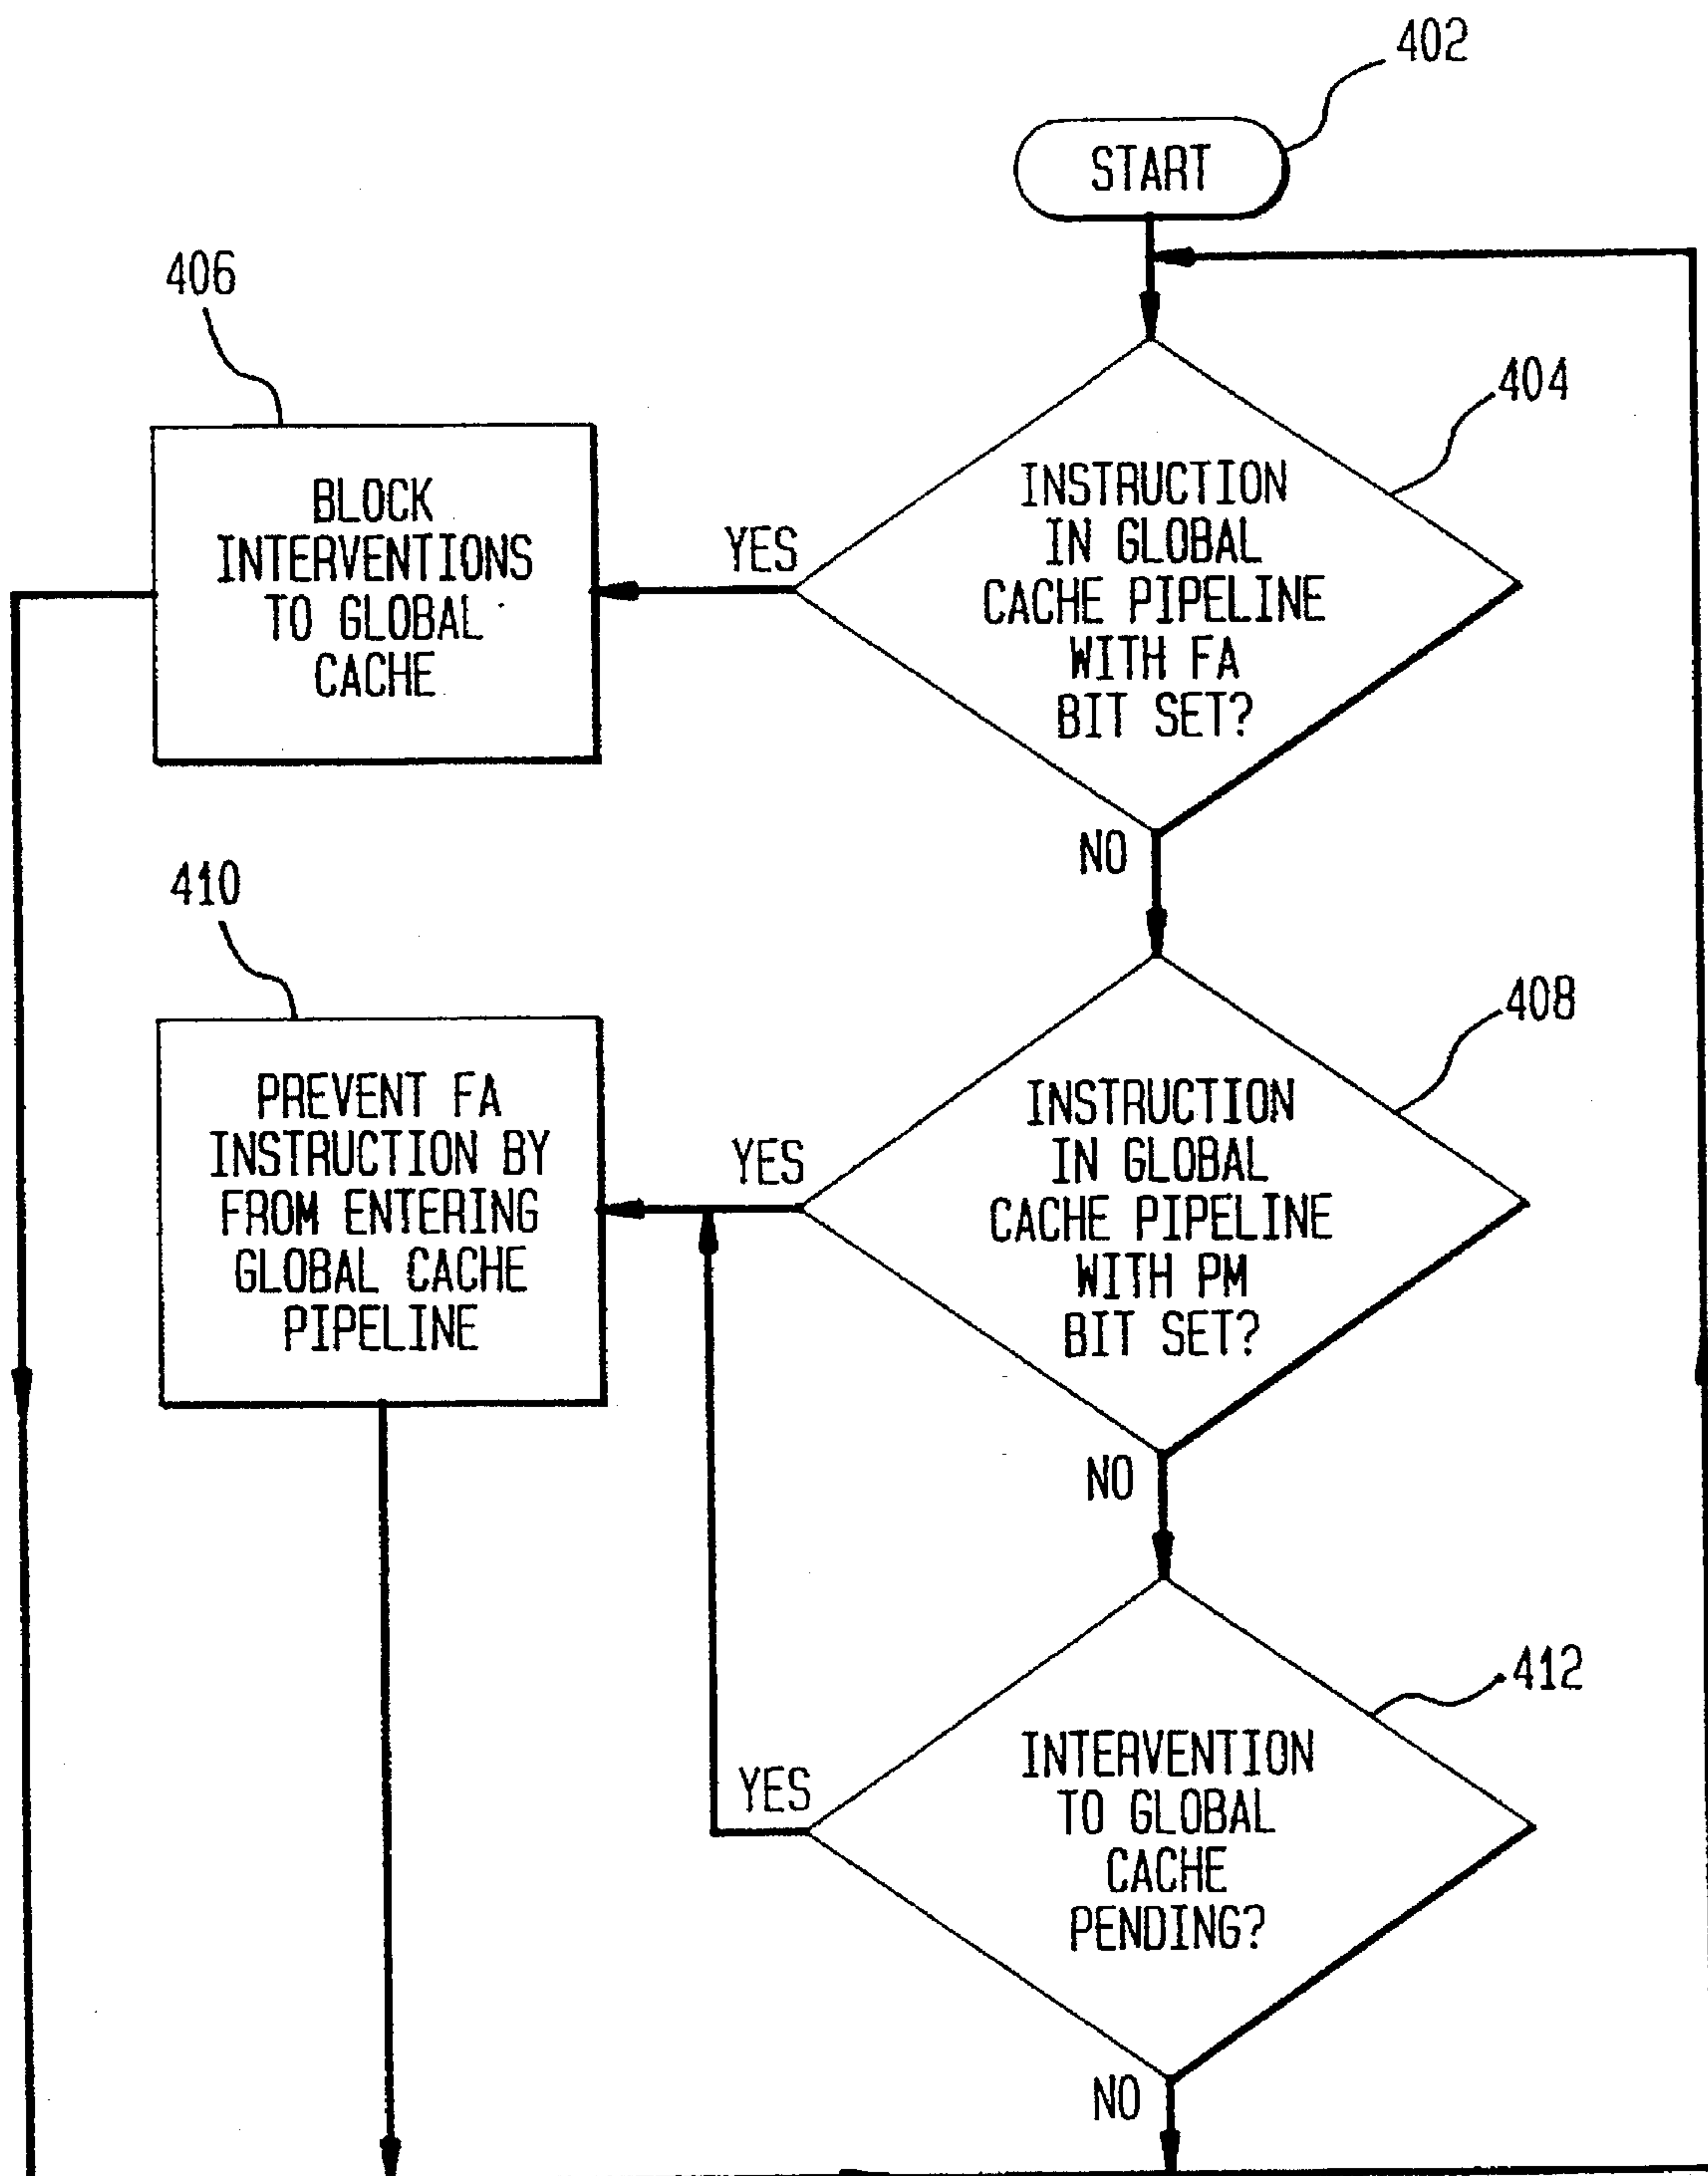 402
START
406
404
BLOCK
INTERVENTIONS
TO GLOBAL
CACHE
YES
INSTRUCTION
IN GLOBAL
CACHE PIPELINE
WITH FA
BIT SET?
NO
410
408
PREVENT FA
INSTRUCTION BY
FROM ENTERING
GLOBAL CACHE
PIPELINE
YES
INSTRUCTION
IN GLOBAL
CACHE PIPELINE
WITH PM
BIT SET?
NO
412
YES
INTERVENTION
TO GLOBAL
CACHE
PENDING?
NO